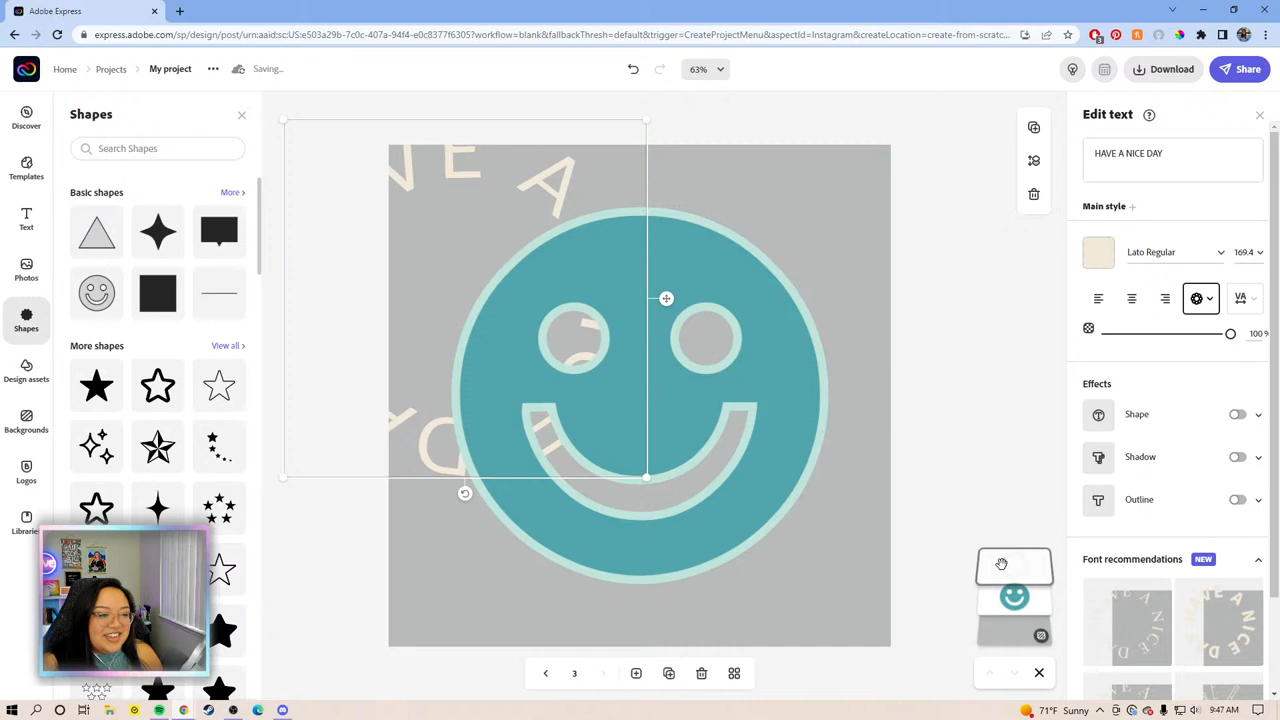 Adobe Express
express.adobe.com/sp/design/post/urn:aaid:sc:US:e503a29b-7c0c-407a-94f4-e0c8377f6305?workflow=blank&fallbackThresh=default&trigger=CreateProjectMenu&aspectId=Instagram&createLocation=create-from-scratc...
Home Projects My project Saving...
63%
Download
Share
Discover
Templates
Text
Photos
Shapes
Design assets
Backgrounds
Logos
Libraries
Shapes
Search Shapes
Basic shapes More
More shapes View all
VE A
DA
3
Edit text
HAVE A NICE DAY
Main style
Lato Regular 169.4
VA
100 %
Effects
Shape
Shadow
Outline
Font recommendations NEW
71°F Sunny
9:47 AM